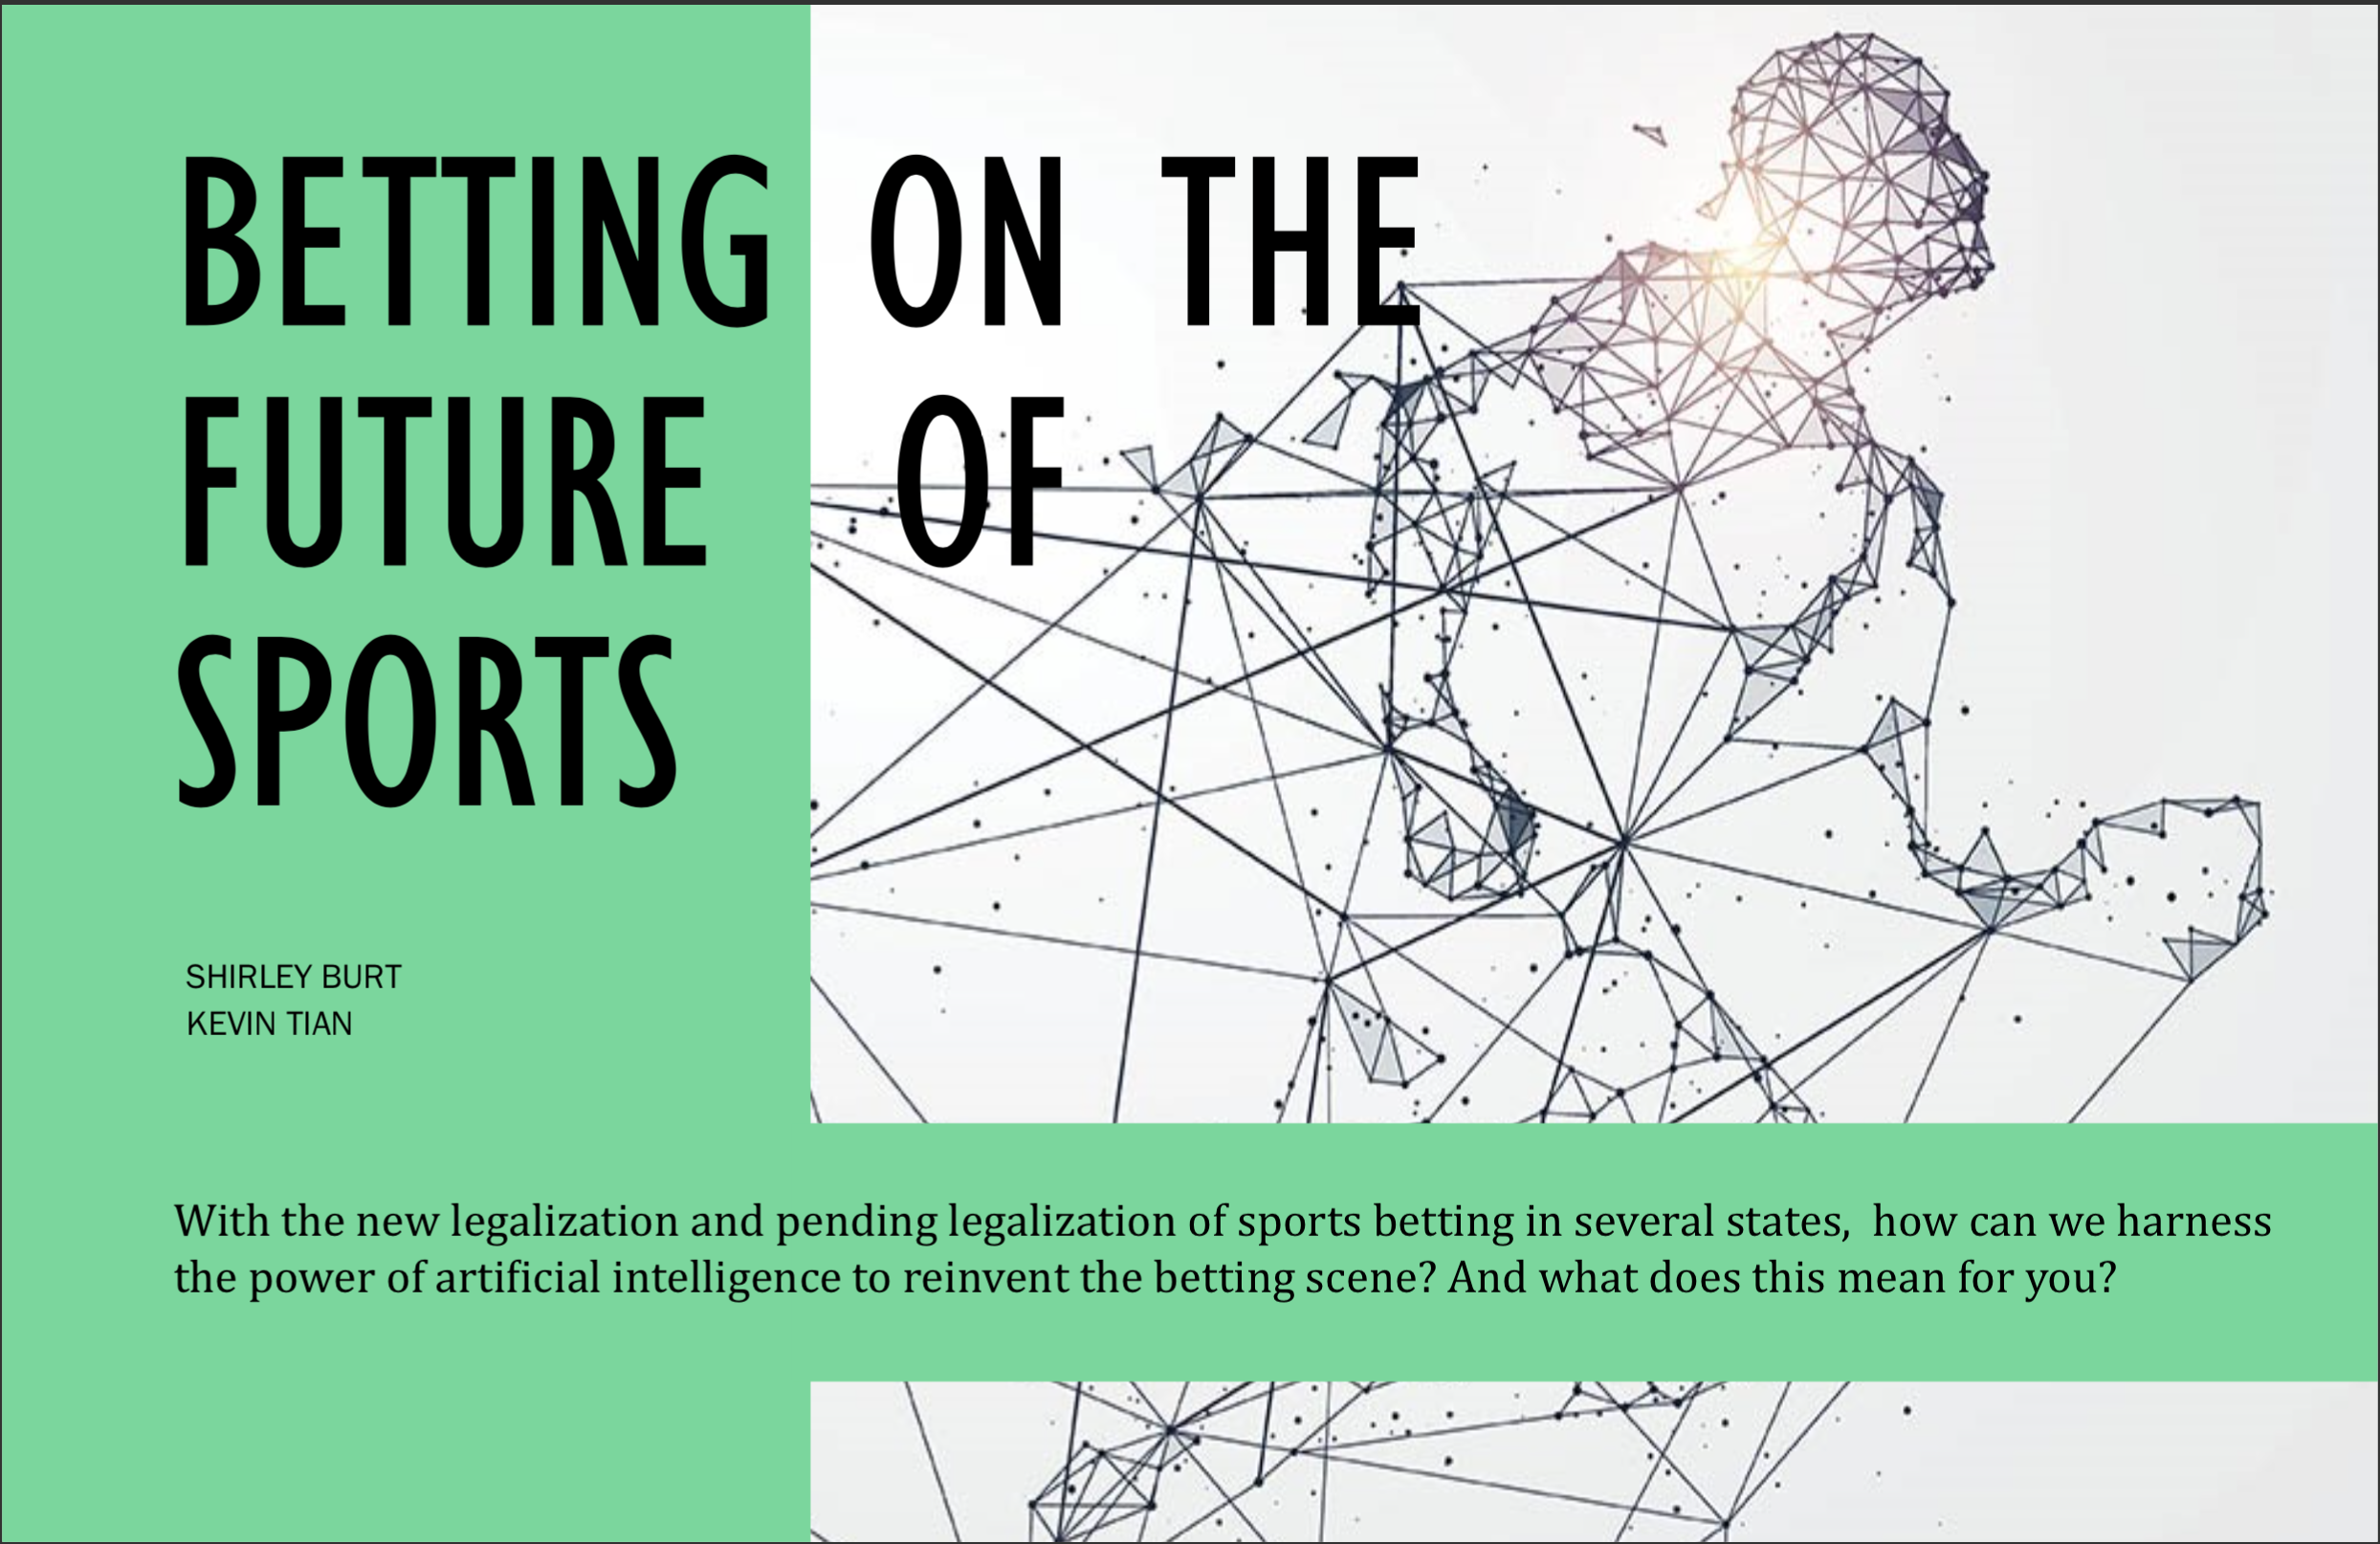 BETTING ON THE
FUTURE OF
SPORTS
SHIRLEY BURT
KEVIN TIAN
With the new legalization and pending legalization of sports betting in several states,  how can we harness
the power of artificial intelligence to reinvent the betting scene? And what does this mean for you?